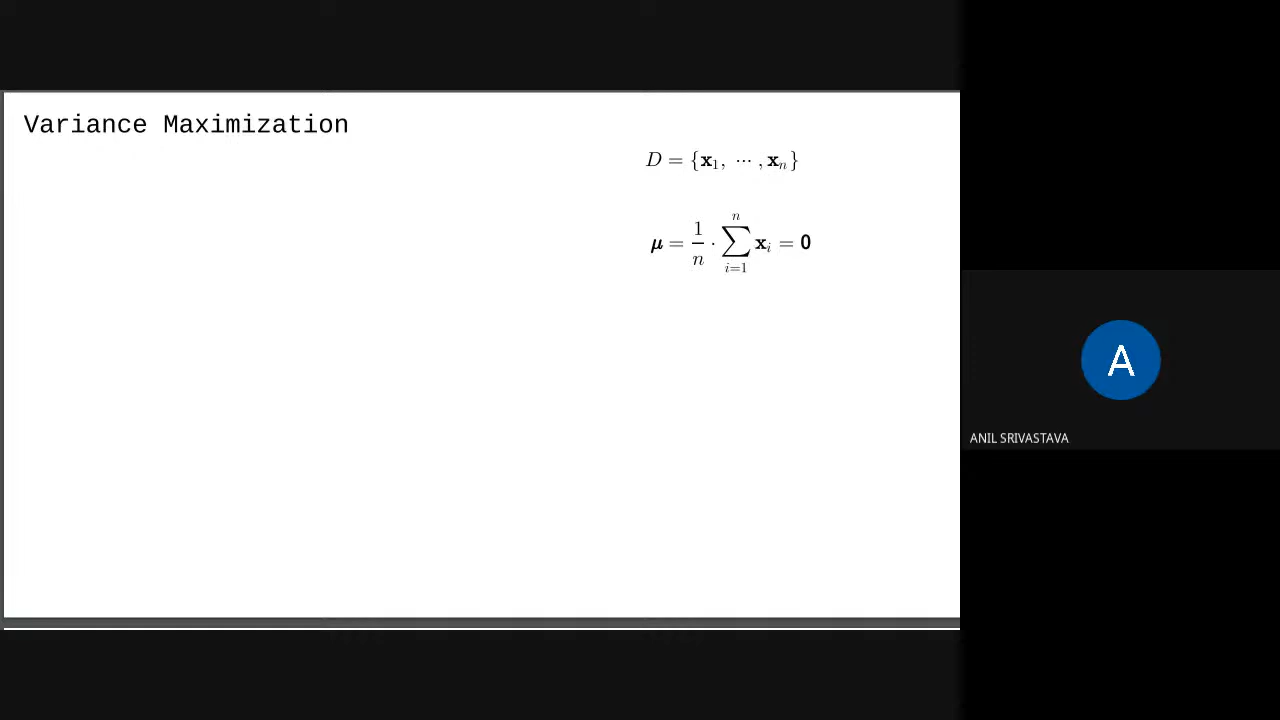 Variance Maximization
D = {𝐱₁, ⋯ , 𝐱ₙ}
𝝁 = 1/n · ∑ᵢ₌₁ⁿ 𝐱ᵢ = 𝟎
A
ANIL SRIVASTAVA